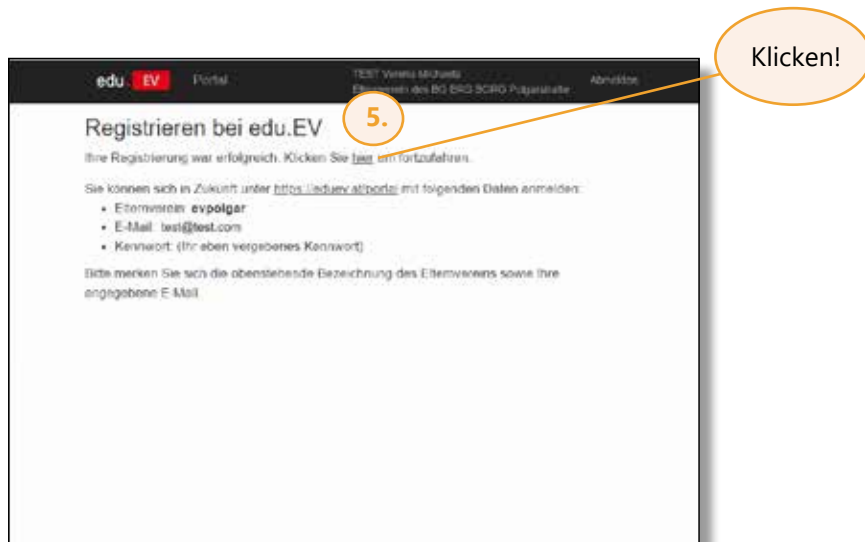 Klicken!
edu. EV Portal TEST Verena Michaela Abmelden
Elternverein des BG BRG BORG Polgarstraße
Registrieren bei edu.EV
5.
Ihre Registrierung war erfolgreich. Klicken Sie hier um fortzufahren.
Sie können sich in Zukunft unter https://eduev.at/portal mit folgenden Daten anmelden:
• Elternverein: evpolgar
• E-Mail: test@test.com
• Kennwort: (Ihr eben vergebenes Kennwort)
Bitte merken Sie sich die obenstehende Bezeichnung des Elternvereins sowie Ihre
angegebene E-Mail.